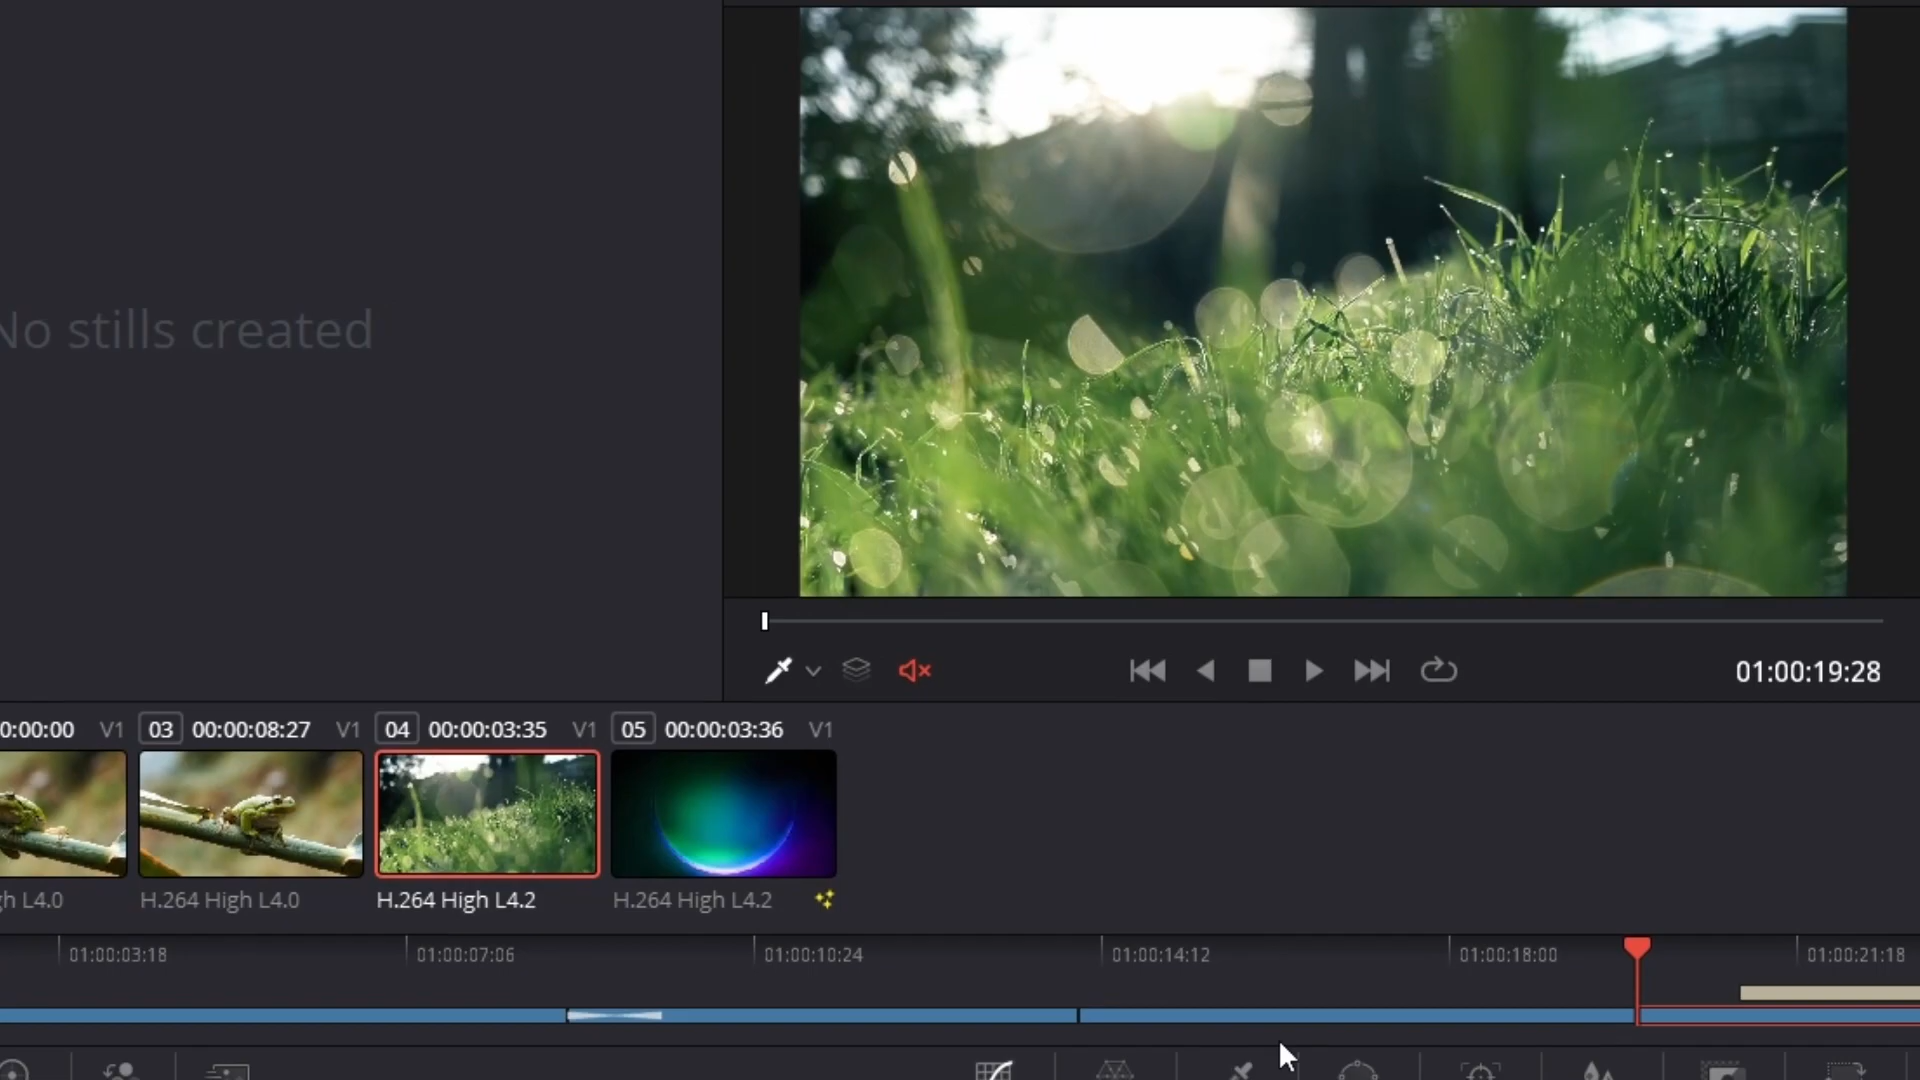 No stills created
01:00:19:28
0:00:00 V1 03 00:00:08:27 V1 04 00:00:03:35 V1 05 00:00:03:36 V1
gh L4.0 H.264 High L4.0 H.264 High L4.2 H.264 High L4.2
01:00:03:18 01:00:07:06 01:00:10:24 01:00:14:12 01:00:18:00 01:00:21:18